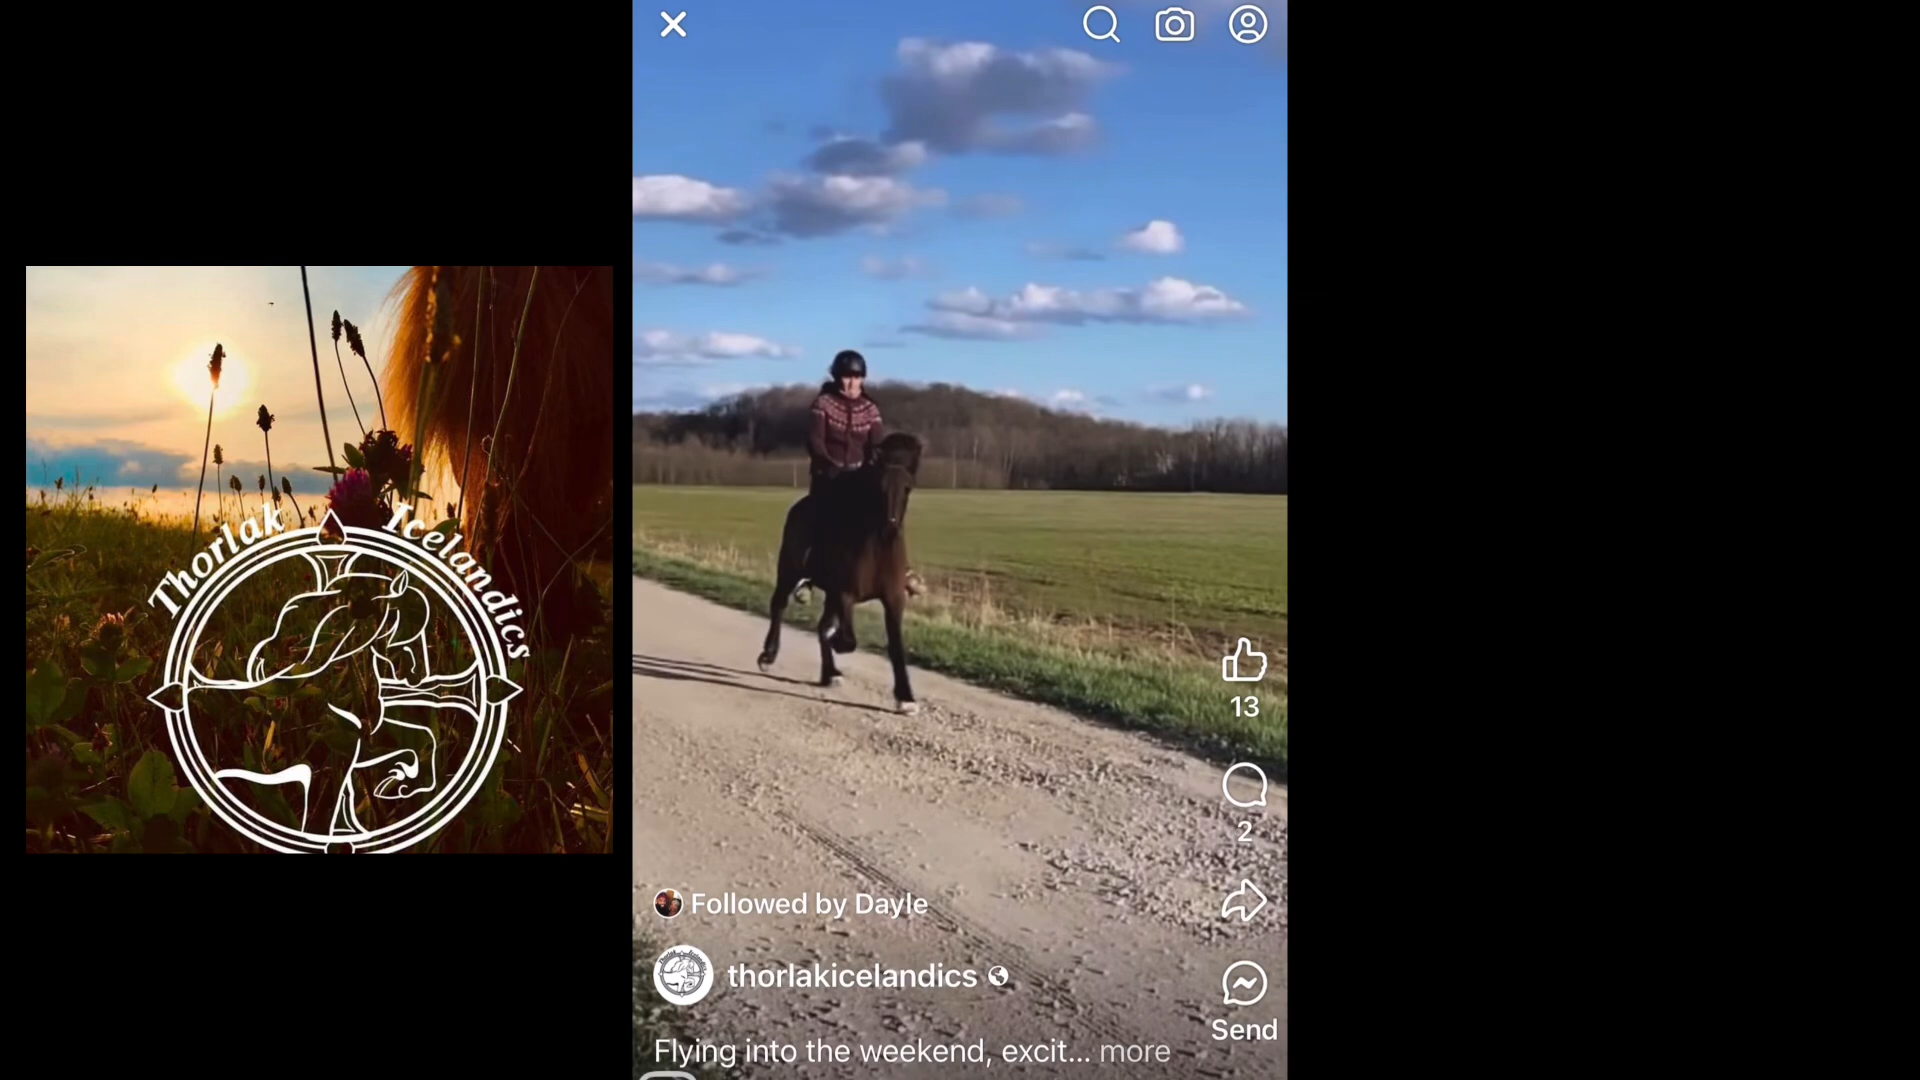 Thorlak Icelandics
13
2
Followed by Dayle
thorlakicelandics
Send
Flying into the weekend, excit... more